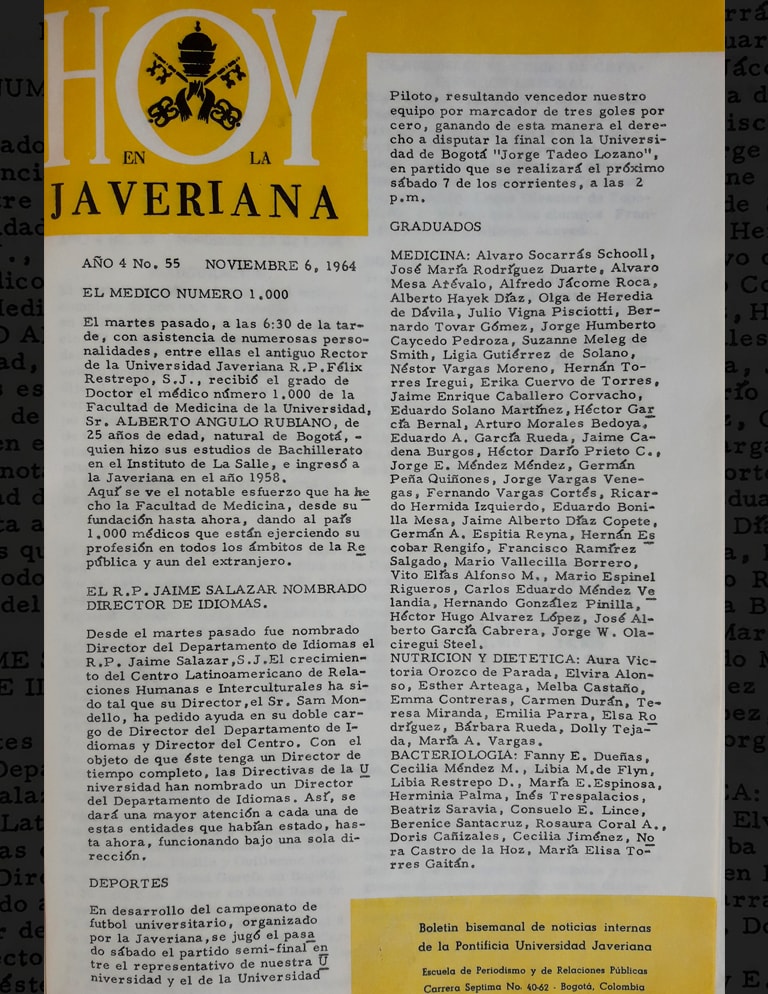 HOY
EN LA
JAVERIANA
AÑO 4 No. 55 NOVIEMBRE 6, 1964
EL MEDICO NUMERO 1.000
El martes pasado, a las 6:30 de la tar-
de, con asistencia de numerosas perso-
nalidades, entre ellas el antiguo Rector
de la Universidad Javeriana R.P.Félix
Restrepo, S.J., recibió el grado de
Doctor el médico número 1.000 de la
Facultad de Medicina de la Universidad,
Sr. ALBERTO ANGULO RUBIANO, de
25 años de edad, natural de Bogotá, -
quien hizo sus estudios de Bachillerato
en el Instituto de La Salle, e ingresó a
la Javeriana en el año 1958.
Aquí se ve el notable esfuerzo que ha he
cho la Facultad de Medicina, desde su
fundación hasta ahora, dando al país
1.000 médicos que están ejerciendo su
profesión en todos los ámbitos de la Re
pública y aun del extranjero.
EL R.P. JAIME SALAZAR NOMBRADO
DIRECTOR DE IDIOMAS.
Desde el martes pasado fue nombrado
Director del Departamento de Idiomas el
R.P. Jaime Salazar,S.J.El crecimien-
to del Centro Latinoamericano de Rela-
ciones Humanas e Interculturales ha si-
do tal que su Director,el Sr. Sam Mon-
dello, ha pedido ayuda en su doble car-
go de Director del Departamento de I-
diomas y Director del Centro. Con el
objeto de que éste tenga un Director de
tiempo completo, las Directivas de la U
niversidad han nombrado un Director
del Departamento de Idiomas. Así, se
dará una mayor atención a cada una de
estas entidades que habían estado, has-
ta ahora, funcionando bajo una sola di-
rección.
DEPORTES
En desarrollo del campeonato de
futbol universitario, organizado
por la Javeriana,se jugó el pasa
do sábado el partido semi-final en
tre el representativo de nuestra U
niversidad y el de la Universidad
Piloto, resultando vencedor nuestro
equipo por marcador de tres goles por
cero, ganando de esta manera el dere-
cho a disputar la final con la Universi-
dad de Bogotá "Jorge Tadeo Lozano",
en partido que se realizará el próximo
sábado 7 de los corrientes, a las 2
p.m.
GRADUADOS
MEDICINA: Alvaro Socarrás Schooll,
José María Rodríguez Duarte, Alvaro
Mesa Arévalo, Alfredo Jácome Roca,
Alberto Hayek Díaz, Olga de Heredia
de Dávila, Julio Vigna Pisciotti, Ber-
nardo Tovar Gómez, Jorge Humberto
Caycedo Pedroza, Suzanne Meleg de
Smith, Ligia Gutiérrez de Solano,
Néstor Vargas Moreno, Hernán To-
rres Iregui, Erika Cuervo de Torres,
Jaime Enrique Caballero Corvacho,
Eduardo Solano Martínez, Héctor Gar
cía Bernal, Arturo Morales Bedoya,
Eduardo A. García Rueda, Jaime Ca-
dena Burgos, Héctor Darío Prieto C.,
Jorge E. Méndez Méndez, Germán
Peña Quiñones, Jorge Vargas Vene-
gas, Fernando Vargas Cortés, Ricar-
do Hermida Izquierdo, Eduardo Boni-
lla Mesa, Jaime Alberto Díaz Copete,
Germán A. Espitia Reyna, Hernán Es
cobar Rengifo, Francisco Ramírez
Salgado, Mario Vallecilla Borrero,
Vito Elías Alfonso M., Mario Espinel
Rigueros, Carlos Eduardo Méndez Ve
landia, Hernando González Pinilla,
Héctor Hugo Alvarez López, José Al-
berto García Cabrera, Jorge W. Ola-
ciregui Steel.
NUTRICION Y DIETETICA: Aura Vic-
toria Orozco de Parada, Elvira Alon-
so, Esther Arteaga, Melba Castaño,
Emma Contreras, Carmen Durán, Te-
resa Miranda, Emilia Parra, Elsa Ro
dríguez, Bárbara Rueda, Dolly Teja-
da, María A. Vargas.
BACTERIOLOGIA: Fanny E. Dueñas,
Cecilia Méndez M., Libia M.de Flyn,
Libia Restrepo D., María E.Espinosa,
Herminia Palma, Inés Trespalacios,
Beatriz Saravia, Consuelo E. Lince,
Berenice Santacruz, Rosaura Coral A.,
Doris Cañizales, Cecilia Jiménez, No
ra Castro de la Hoz, María Elisa To-
rres Gaitán.
Boletin bisemanal de noticias internas
de la Pontificia Universidad Javeriana
Escuela de Periodismo y de Relaciones Públicas
Carrera Septima No. 40-62 - Bogotá, Colombia